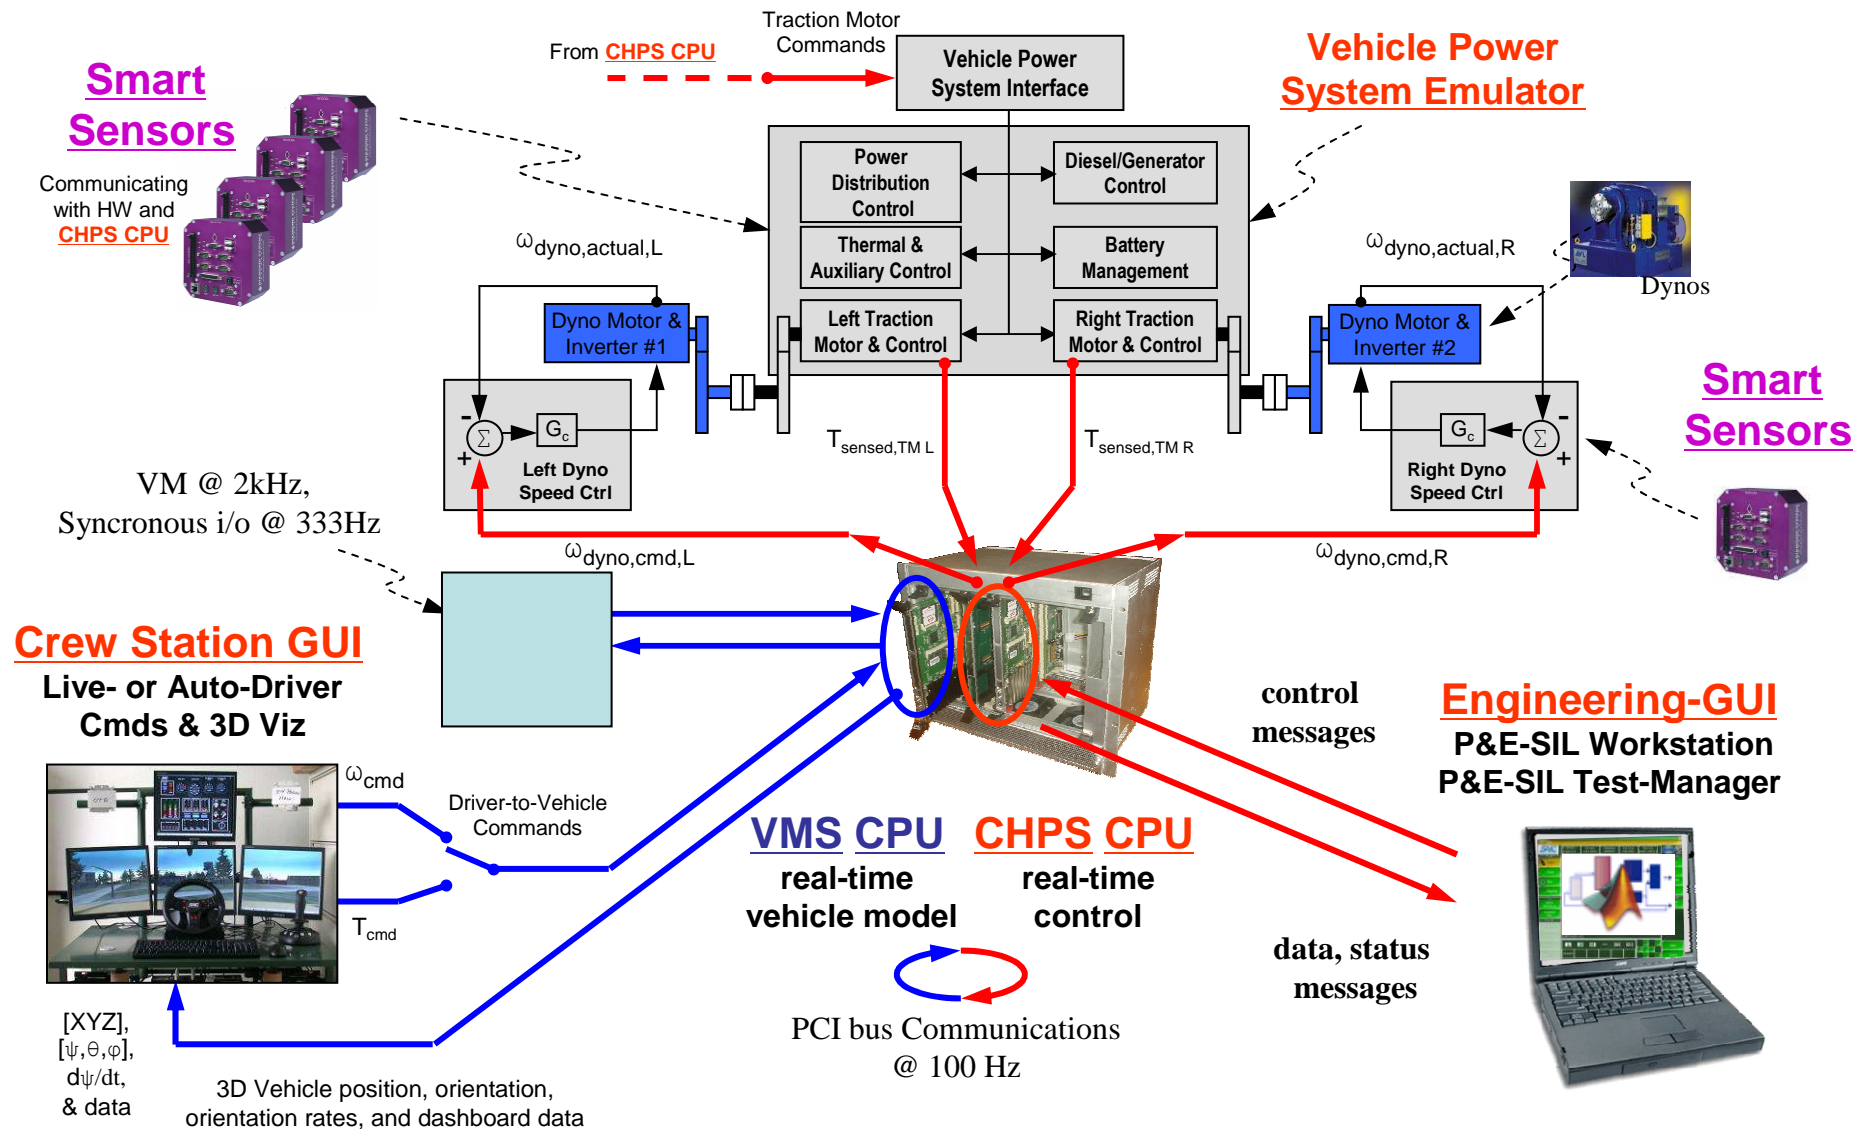 Traction Motor
Commands
From CHPS CPU
Vehicle Power
System Interface
Vehicle Power
System Emulator
Smart
Sensors
Communicating
with HW and
CHPS CPU
Power
Distribution
Control
Diesel/Generator
Control
Thermal &
Auxiliary Control
Battery
Management
Left Traction
Motor & Control
Right Traction
Motor & Control
ωdyno,actual,L
ωdyno,actual,R
Dynos
Dyno Motor &
Inverter #1
Dyno Motor &
Inverter #2
-
Σ
+
Gc
Left Dyno
Speed Ctrl
Tsensed,TM L
Tsensed,TM R
-
Gc
Σ
+
Right Dyno
Speed Ctrl
Smart
Sensors
VM @ 2kHz,
Syncronous i/o @ 333Hz
ωdyno,cmd,L
ωdyno,cmd,R
Crew Station GUI
Live- or Auto-Driver
Cmds & 3D Viz
ωcmd
Driver-to-Vehicle
Commands
Tcmd
control
messages
Engineering-GUI
P&E-SIL Workstation
P&E-SIL Test-Manager
VMS CPU
real-time
vehicle model
CHPS CPU
real-time
control
data, status
messages
PCI bus Communications
@ 100 Hz
[XYZ],
[ψ,θ,φ],
dψ/dt,
& data
3D Vehicle position, orientation,
orientation rates, and dashboard data